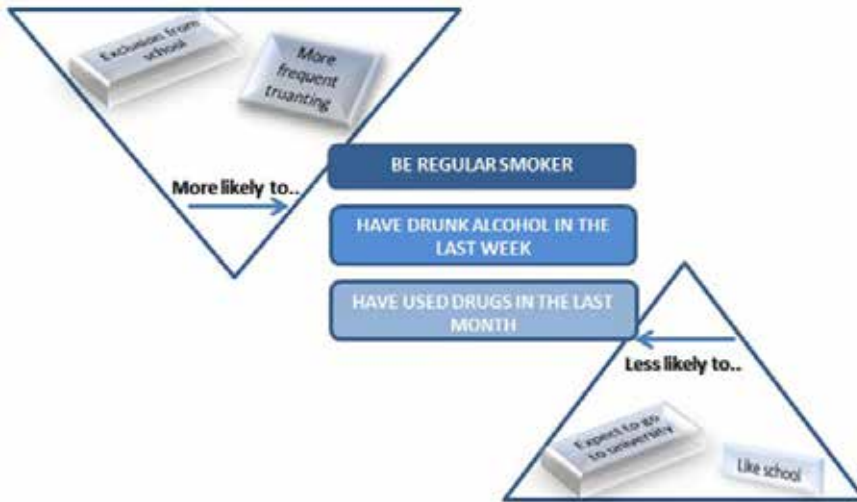 Exclusion from
school
More
frequent
truanting
More likely to..
BE REGULAR SMOKER
HAVE DRUNK ALCOHOL IN THE
LAST WEEK
HAVE USED DRUGS IN THE LAST
MONTH
Less likely to..
Expect to go
to university
Like school